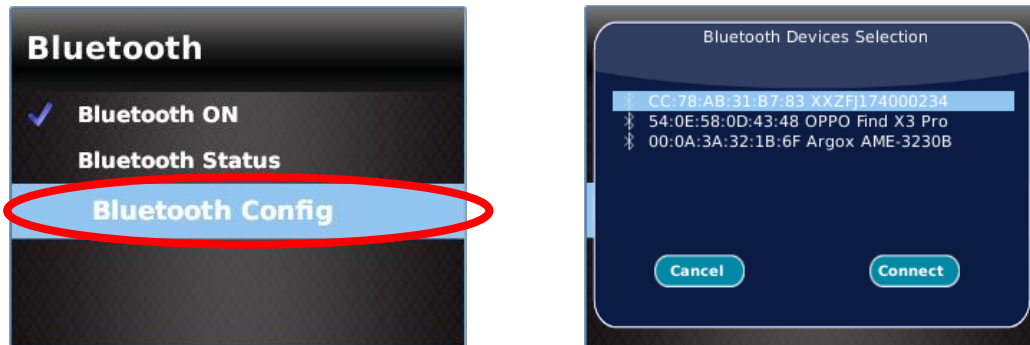 Bluetooth
Bluetooth ON
Bluetooth Status
Bluetooth Config
Bluetooth Devices Selection
CC:78:AB:31:B7:83 XXZFJ174000234
54:0E:58:0D:43:48 OPPO Find X3 Pro
00:0A:3A:32:1B:6F Argox AME-3230B
Cancel Connect